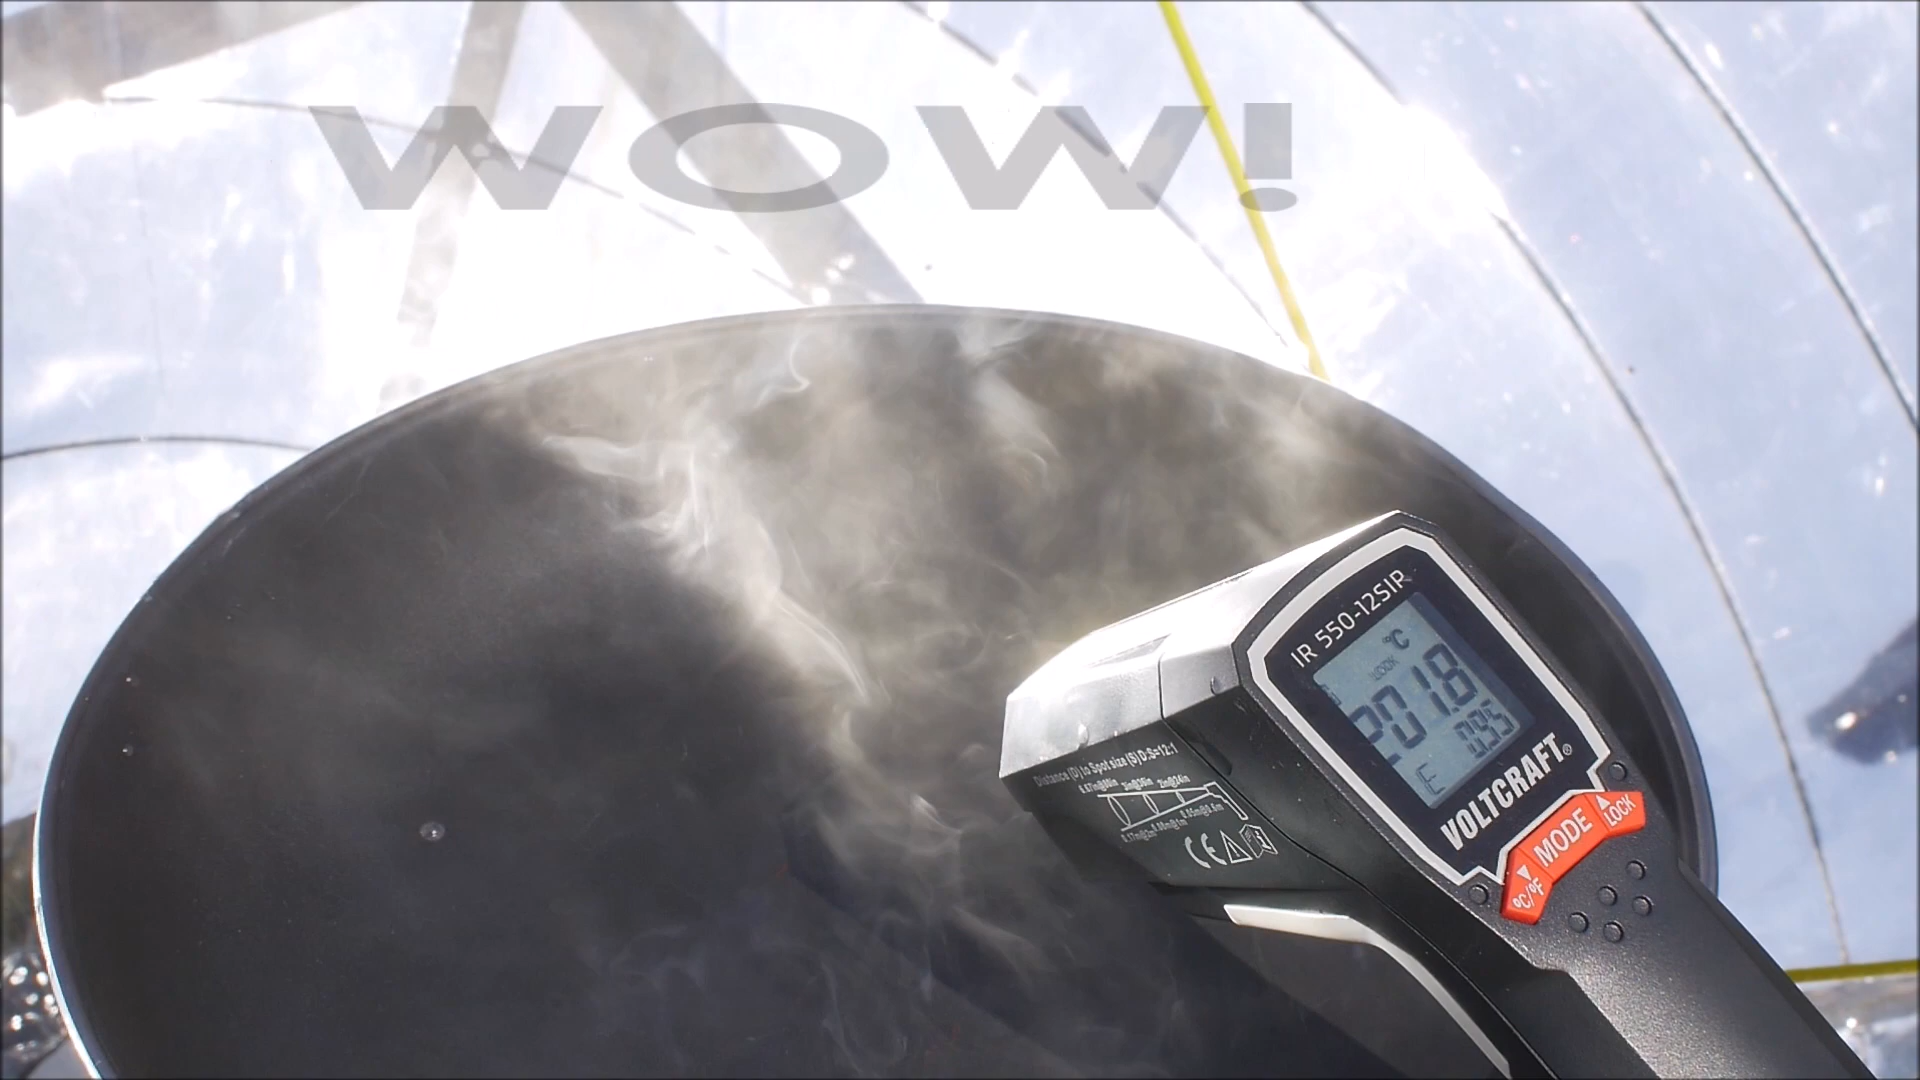 WOW!
IR 550-12SIP
°C
LOCK
201.8
E 0.95
VOLTCRAFT®
°C/°F MODE LOCK
Distance (D) to Spot size (S) D:S=12:1
CE